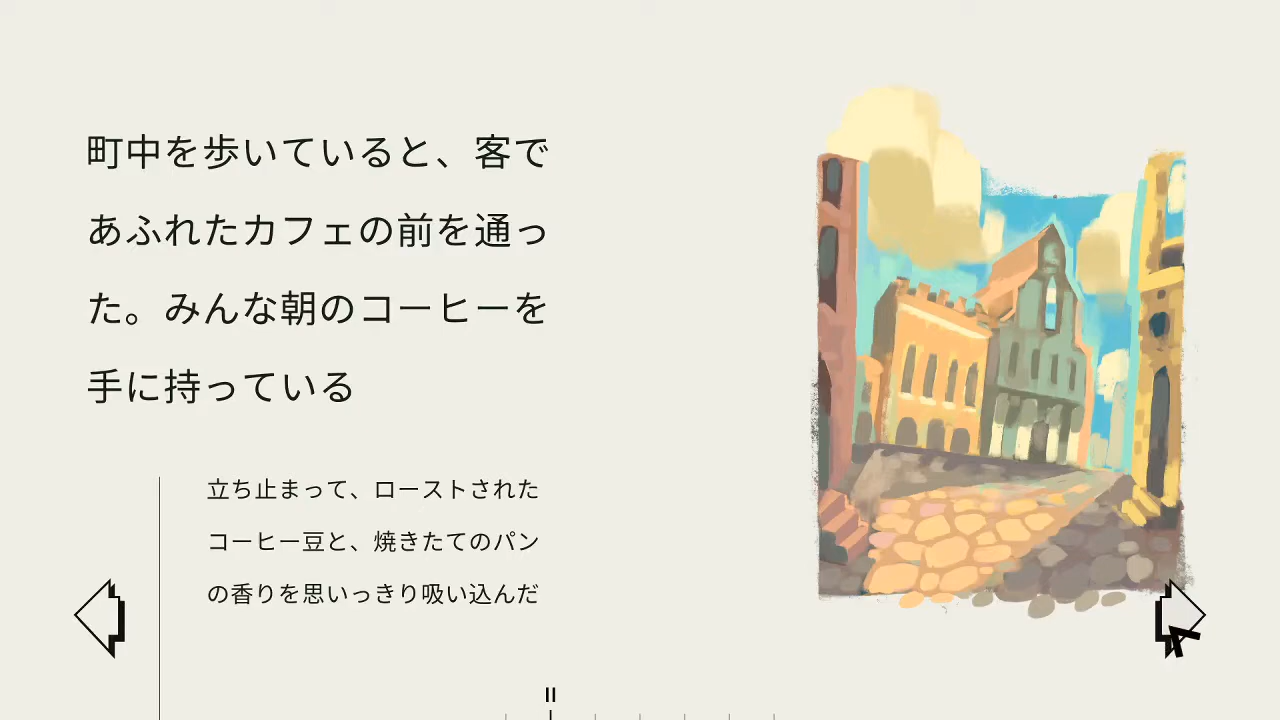 町中を歩いていると、客で
あふれたカフェの前を通っ
た。みんな朝のコーヒーを
手に持っている
立ち止まって、ローストされた
コーヒー豆と、焼きたてのパン
の香りを思いっきり吸い込んだ
II